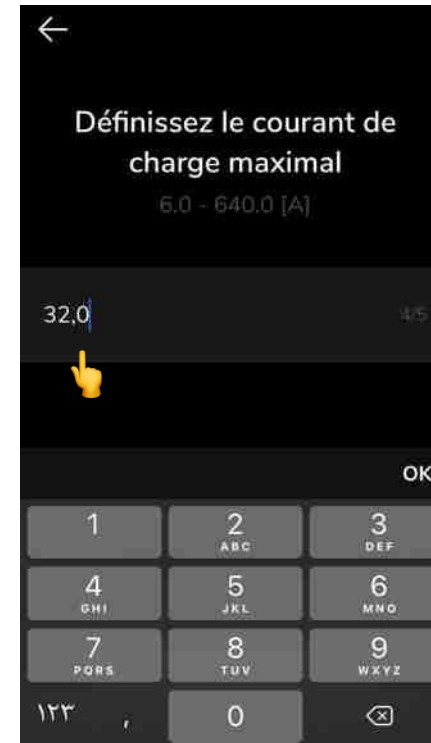 Définissez le courant de
charge maximal
6.0 - 640.0 [A]
32,0
4/5
OK
1
2
ABC
3
DEF
4
GHI
5
JKL
6
MNO
7
PQRS
8
TUV
9
WXYZ
١٢٣
,
0